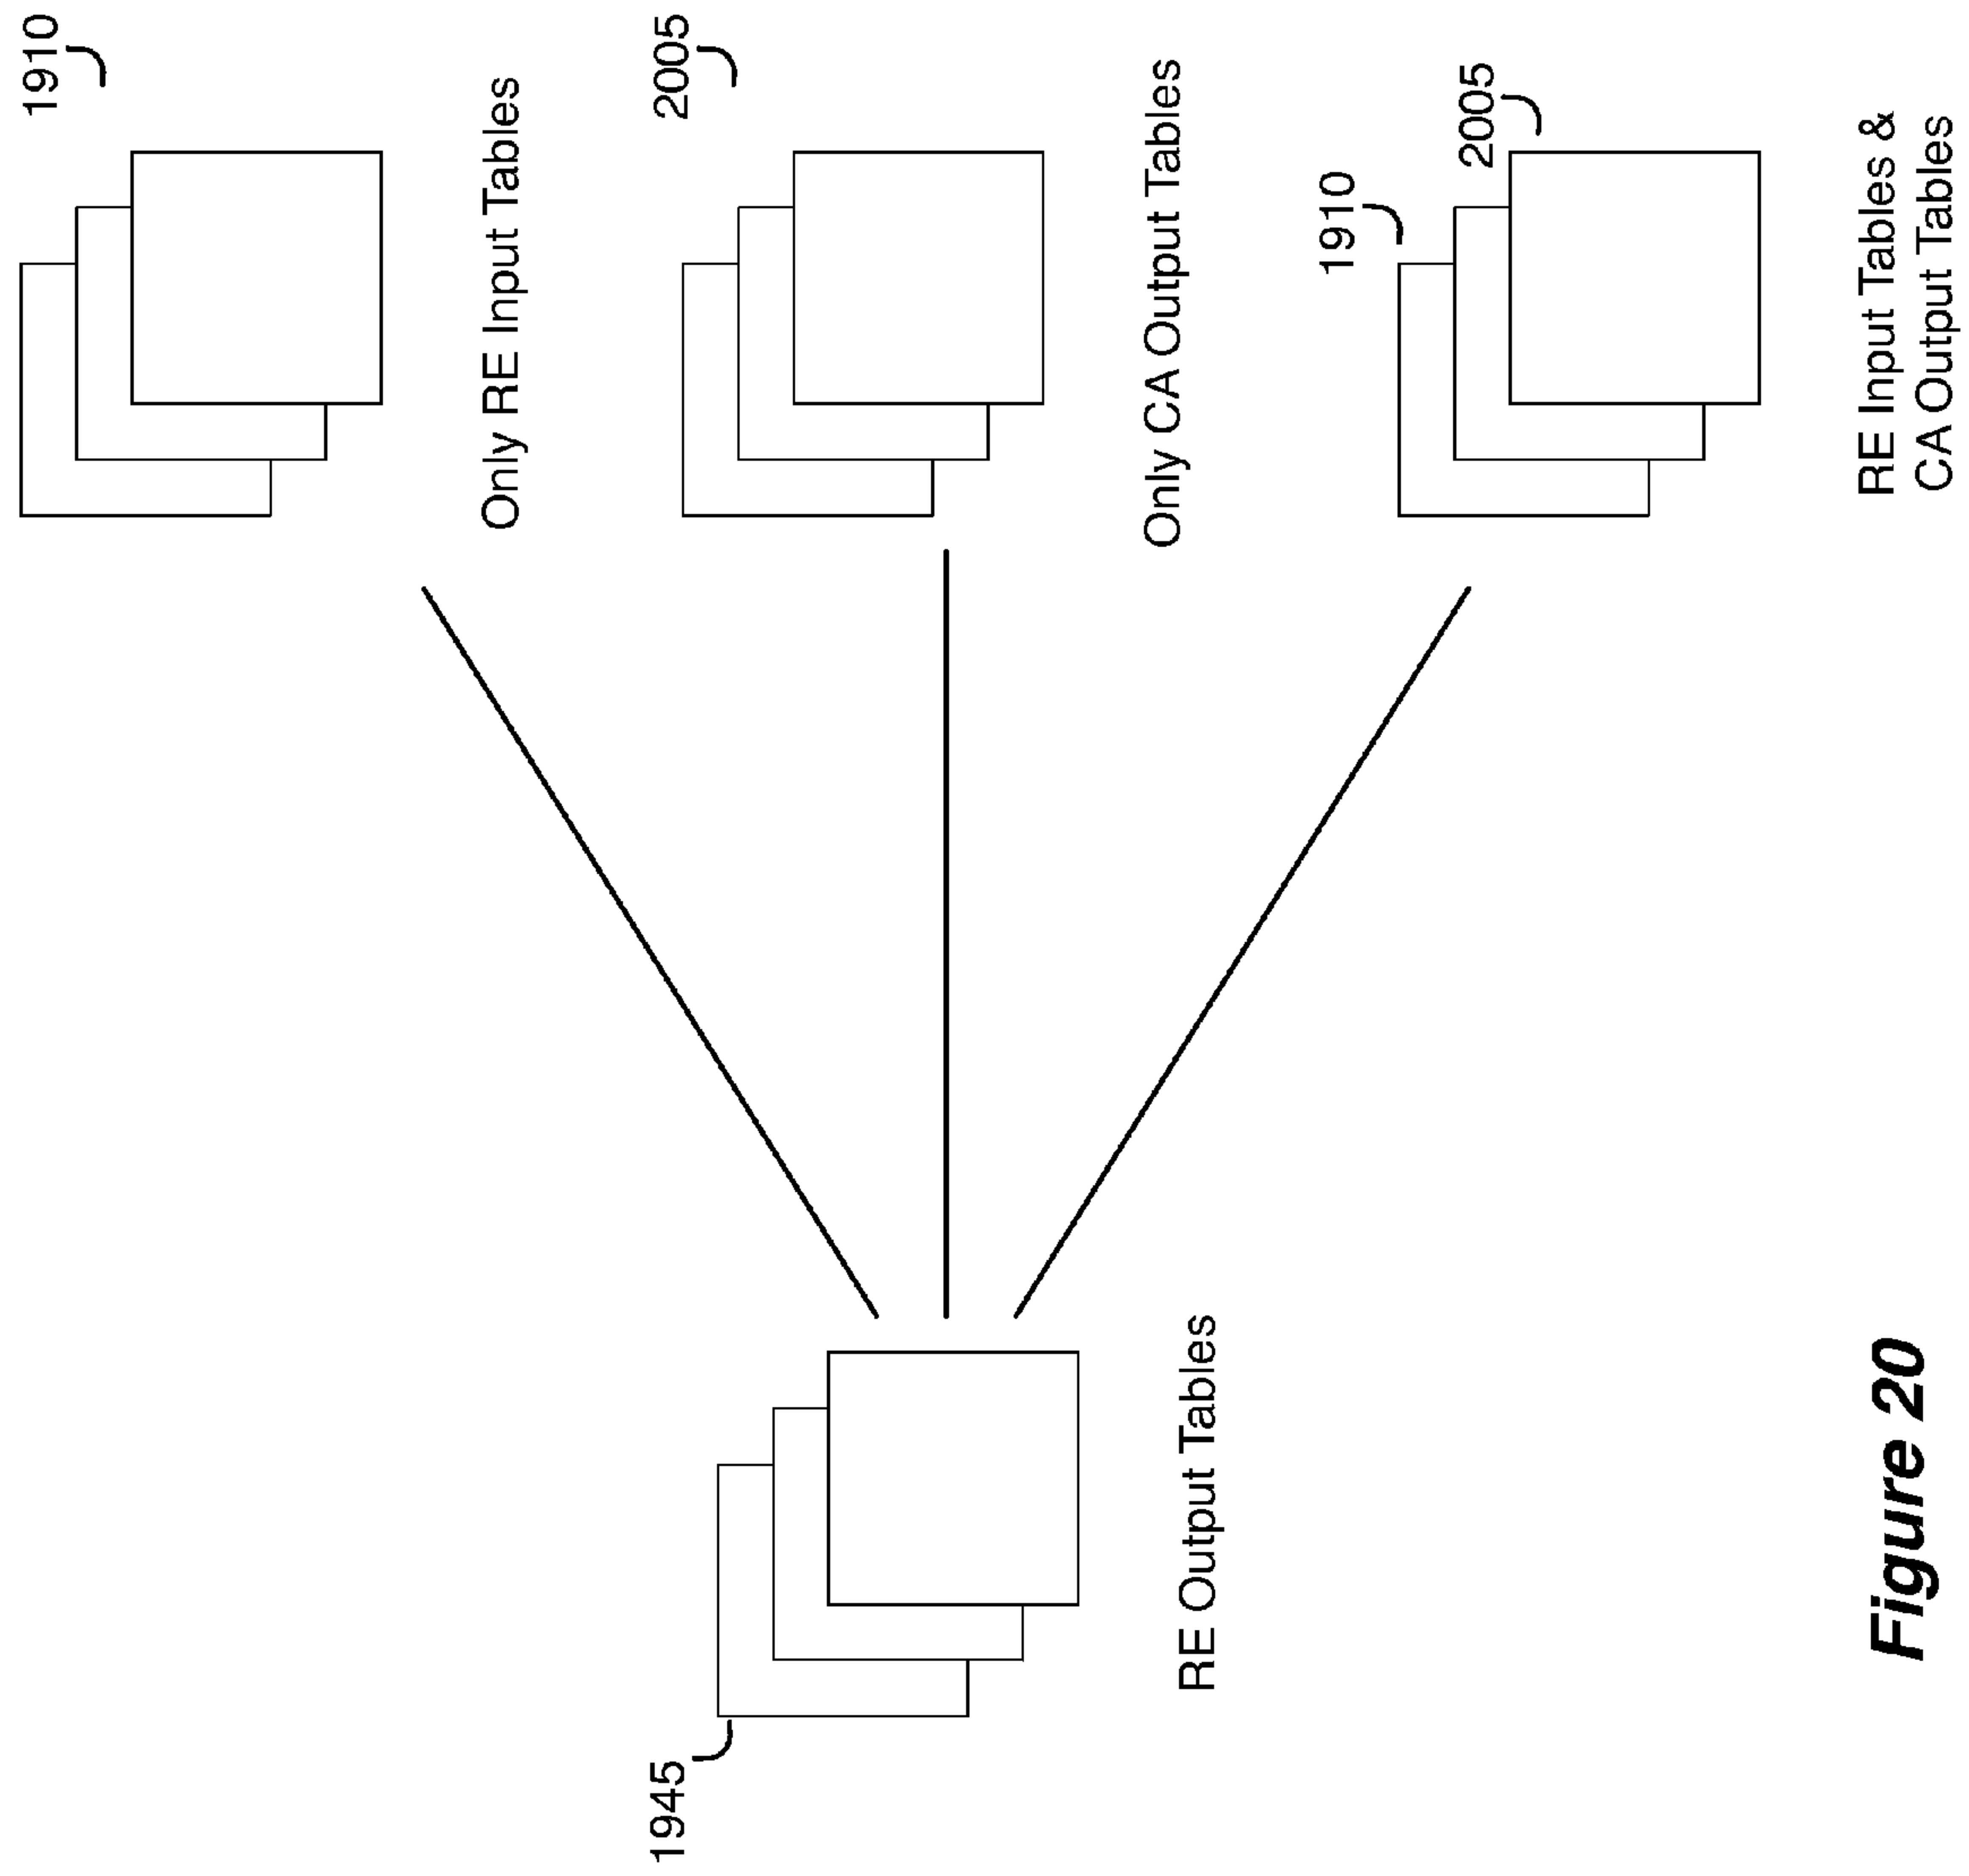 1910
Only RE Input Tables
1945
2005
RE Output Tables
Only CA Output Tables
1910
2005
RE Input Tables &
CA Output Tables
Figure 20